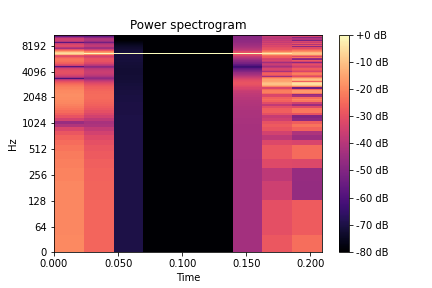 Power spectrogram
8192
4096
2048
1024
512
256
128
64
0
Hz
0.000 0.050 0.100 0.150 0.200
Time
+0 dB
-10 dB
-20 dB
-30 dB
-40 dB
-50 dB
-60 dB
-70 dB
-80 dB